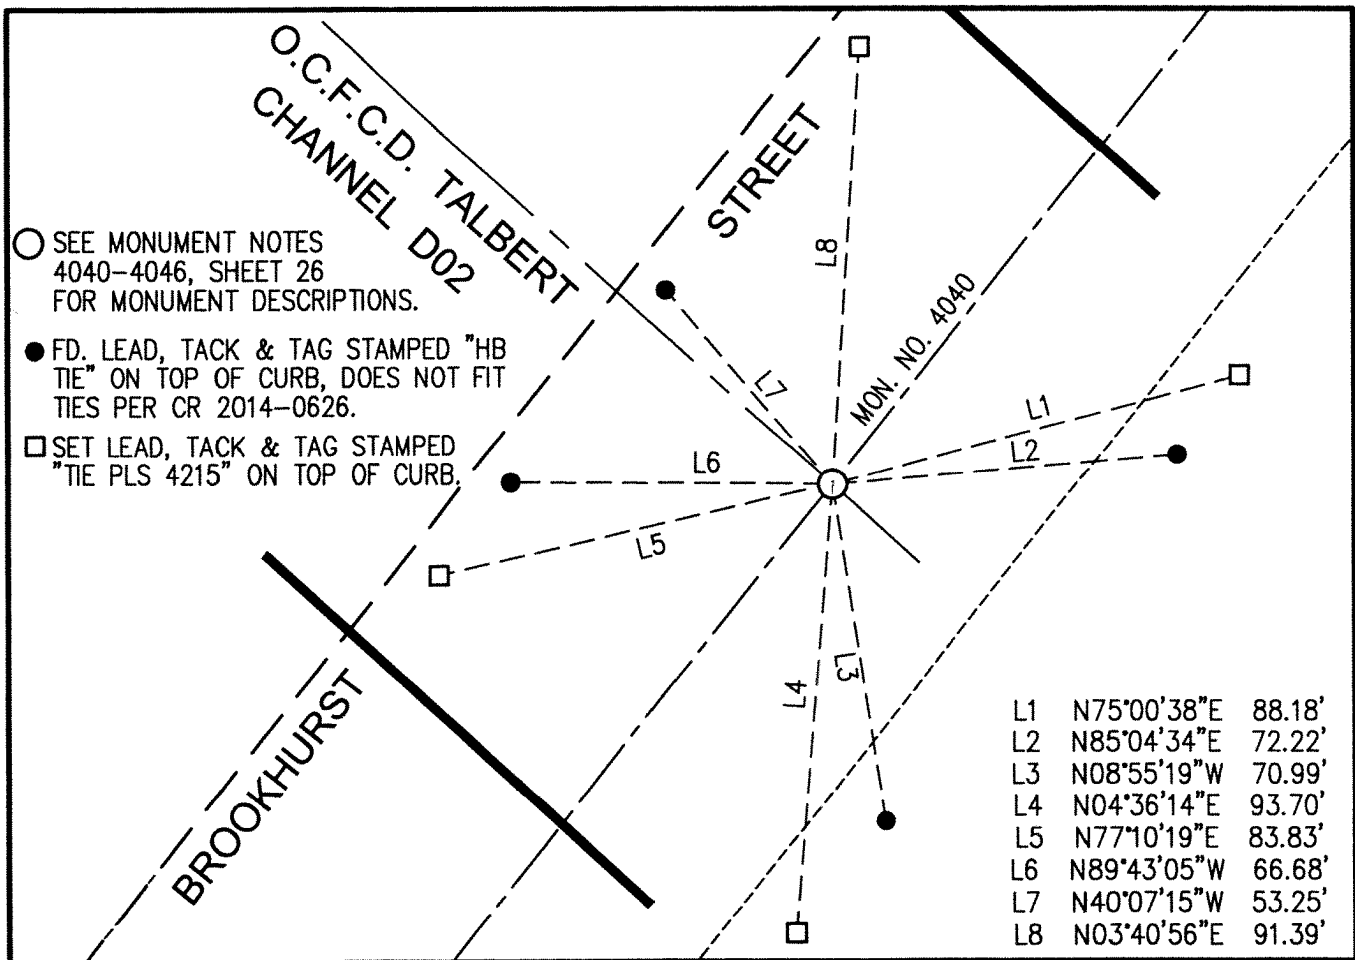 O.C.F.C.D. TALBERT
CHANNEL D02
STREET
BROOKHURST
SEE MONUMENT NOTES
4040-4046, SHEET 26
FOR MONUMENT DESCRIPTIONS.
FD. LEAD, TACK & TAG STAMPED "HB
TIE" ON TOP OF CURB, DOES NOT FIT
TIES PER CR 2014-0626.
SET LEAD, TACK & TAG STAMPED
"TIE PLS 4215" ON TOP OF CURB.
MON. NO. 4040
L8
L7
L1
L2
L6
L5
L4
L3
L1 N75°00'38"E 88.18'
L2 N85°04'34"E 72.22'
L3 N08°55'19"W 70.99'
L4 N04°36'14"E 93.70'
L5 N77°10'19"E 83.83'
L6 N89°43'05"W 66.68'
L7 N40°07'15"W 53.25'
L8 N03°40'56"E 91.39'